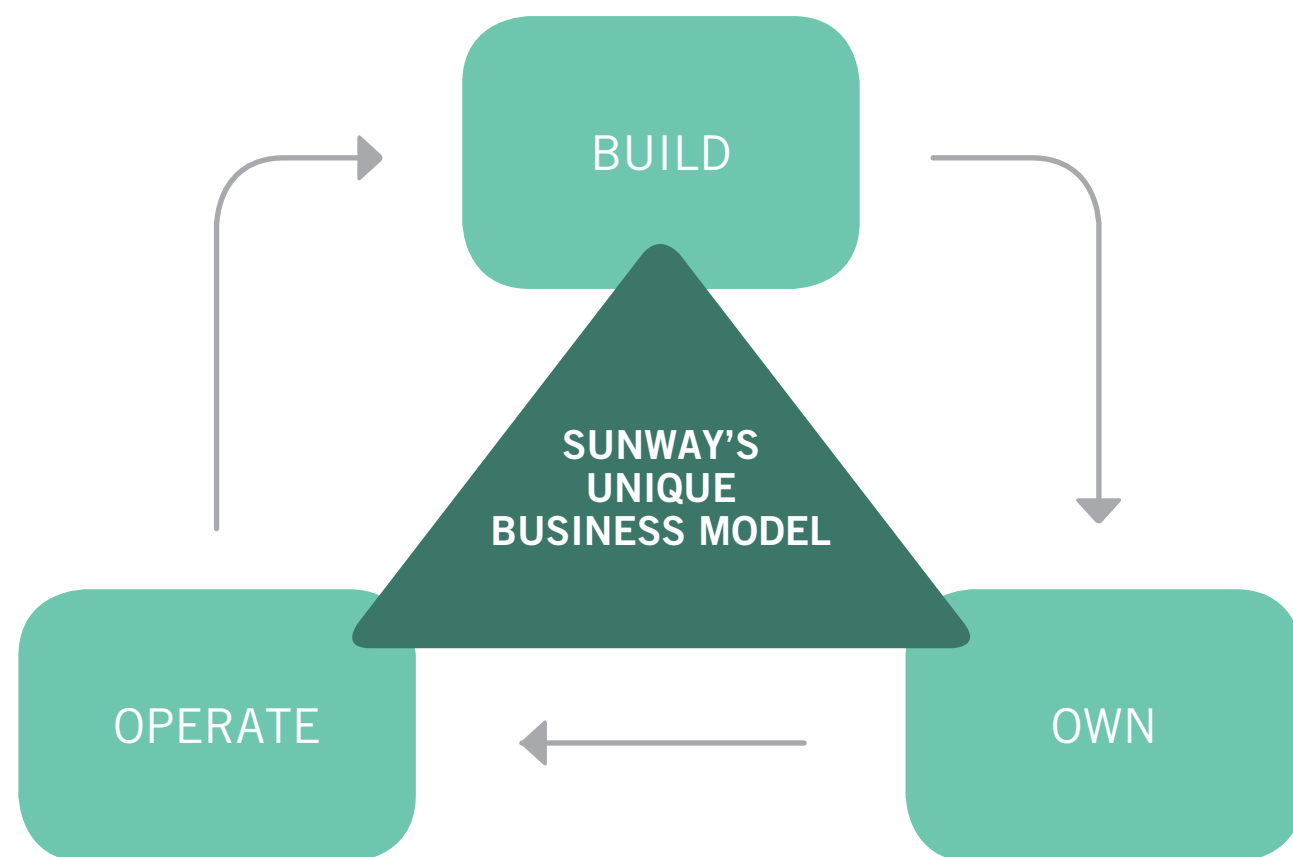 BUILD
SUNWAY’S
UNIQUE
BUSINESS MODEL
OPERATE
OWN